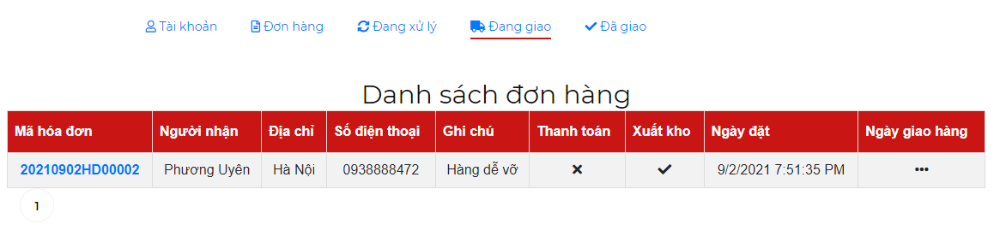 Tài khoản Đơn hàng Đang xử lý Đang giao Đã giao
Danh sách đơn hàng
Mã hóa đơn Người nhận Địa chỉ Số điện thoại Ghi chú Thanh toán Xuất kho Ngày đặt Ngày giao hàng
20210902HD00002 Phương Uyên Hà Nội 0938888472 Hàng dễ vỡ 9/2/2021 7:51:35 PM
1